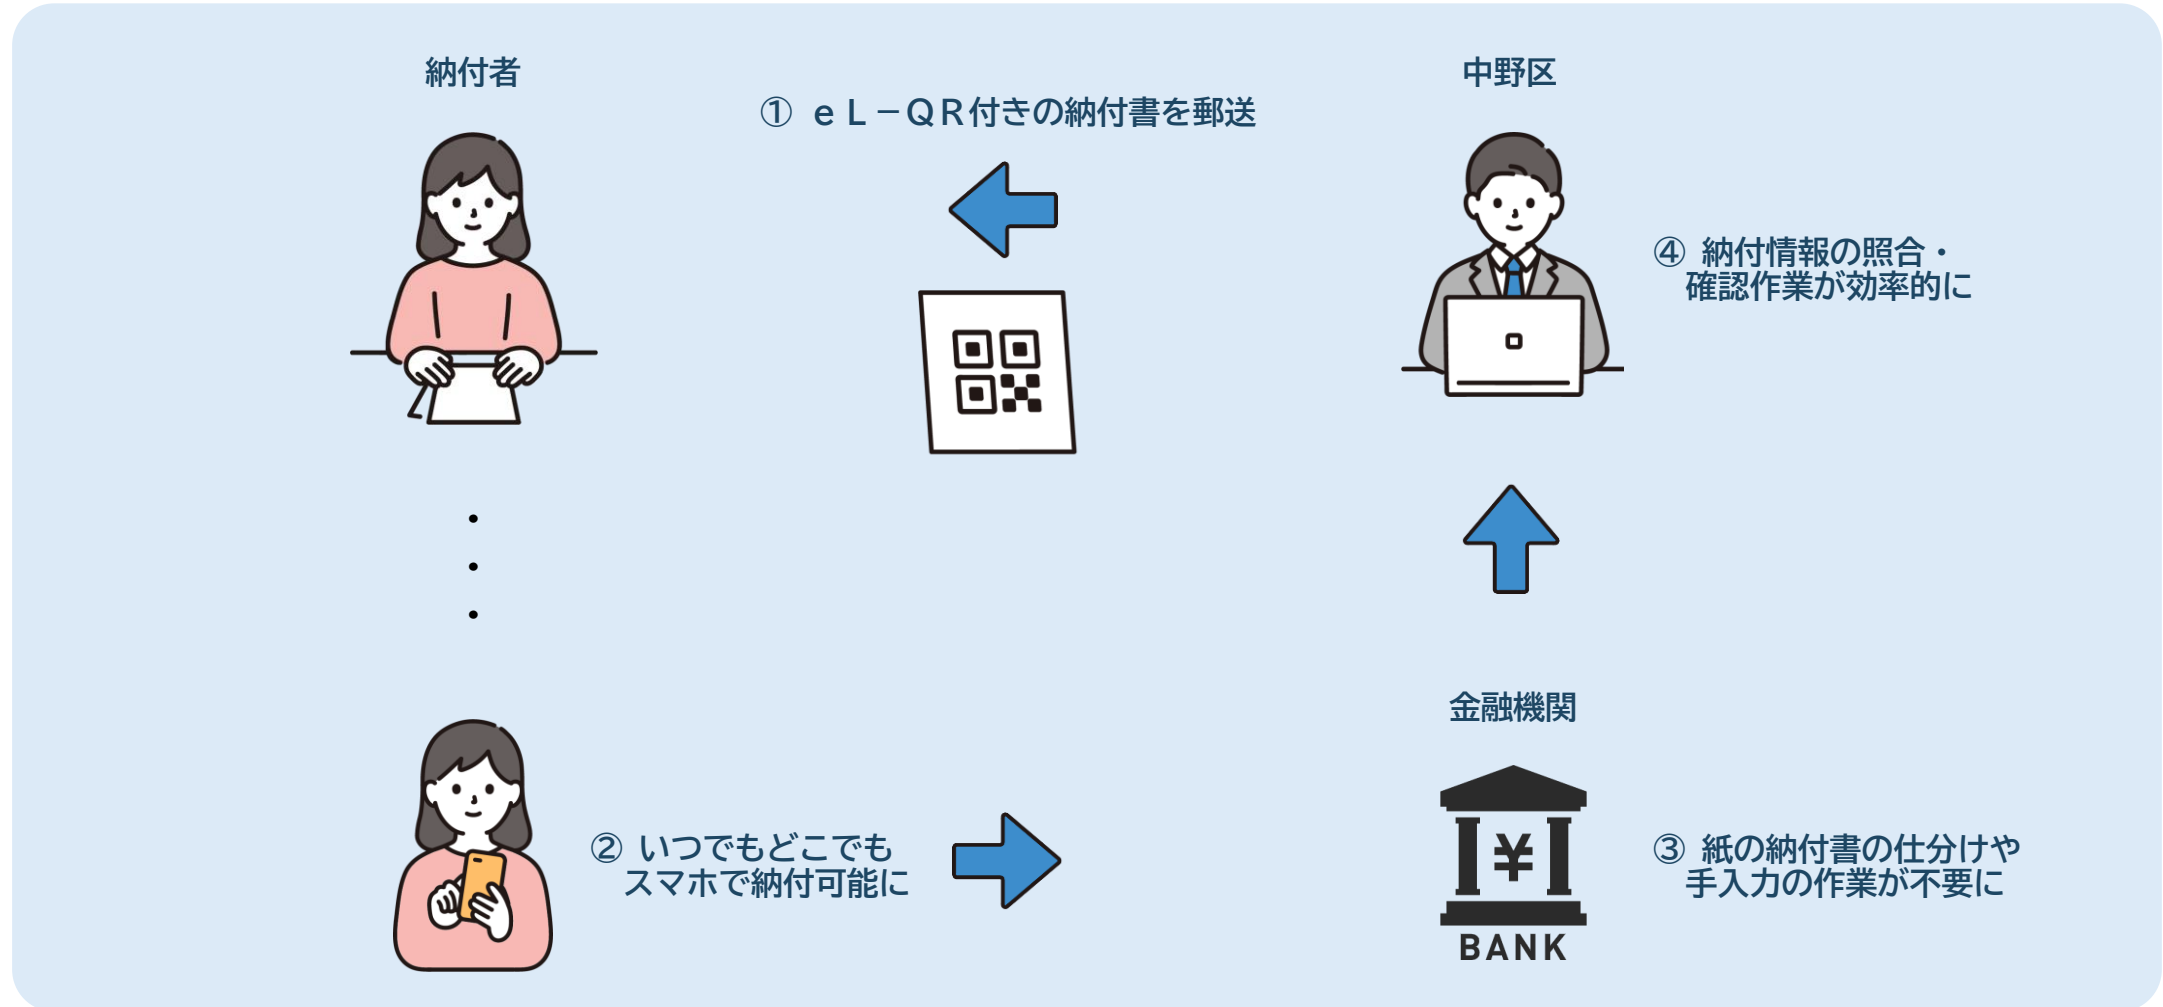 納付者
中野区
① ｅＬ－ＱＲ付きの納付書を郵送
④ 納付情報の照合・
確認作業が効率的に
金融機関
② いつでもどこでも
スマホで納付可能に
¥
③ 紙の納付書の仕分けや
手入力の作業が不要に
BANK